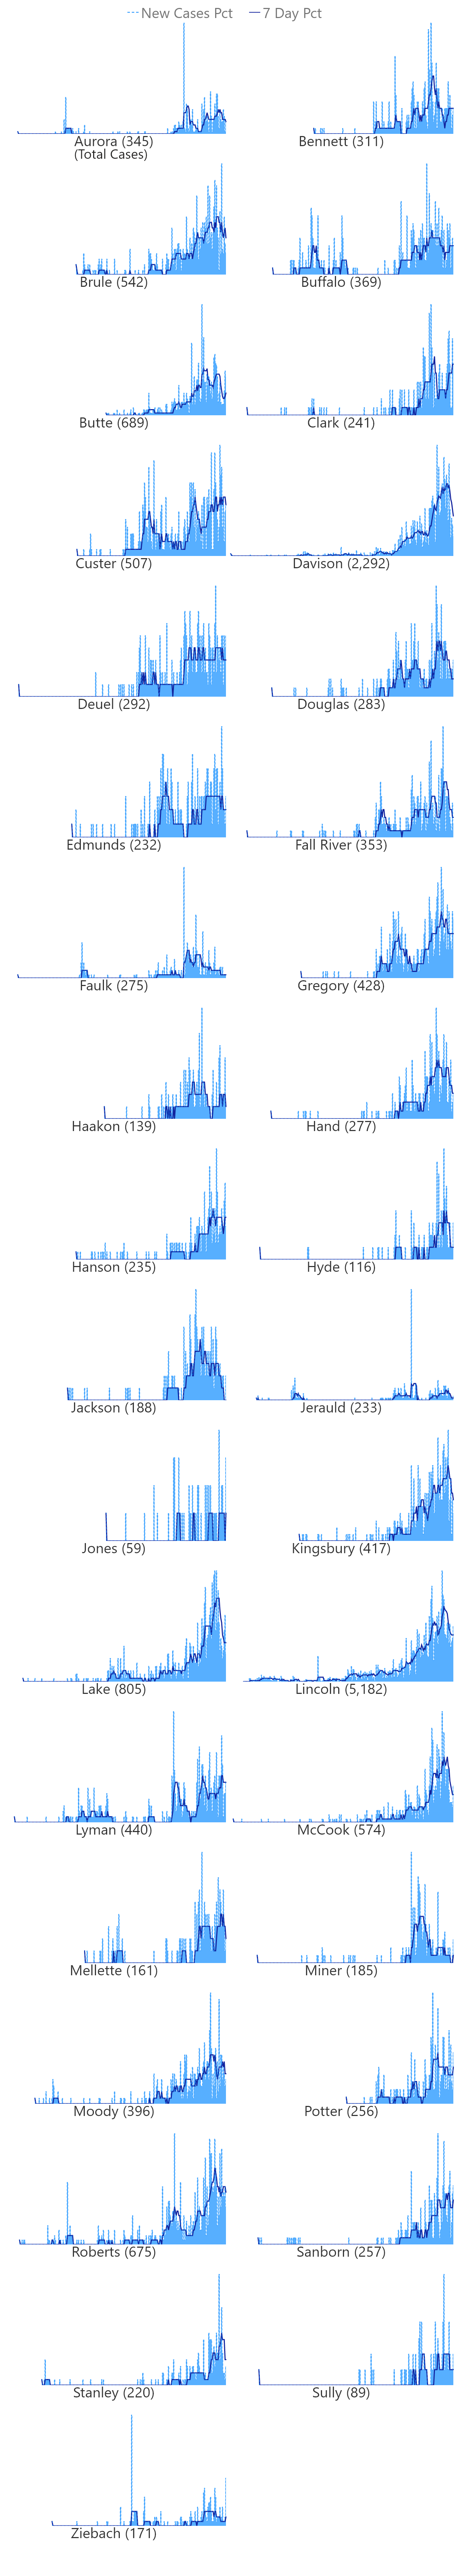 New Cases Pct 7 Day Pct
Aurora (345) Bennett (311)
(Total Cases)
Brule (542) Buffalo (369)
Butte (689) Clark (241)
Custer (507) Davison (2,292)
Deuel (292) Douglas (283)
Edmunds (232) Fall River (353)
Faulk (275) Gregory (428)
Haakon (139) Hand (277)
Hanson (235) Hyde (116)
Jackson (188) Jerauld (233)
Jones (59) Kingsbury (417)
Lake (805) Lincoln (5,182)
Lyman (440) McCook (574)
Mellette (161) Miner (185)
Moody (396) Potter (256)
Roberts (675) Sanborn (257)
Stanley (220) Sully (89)
Ziebach (171)